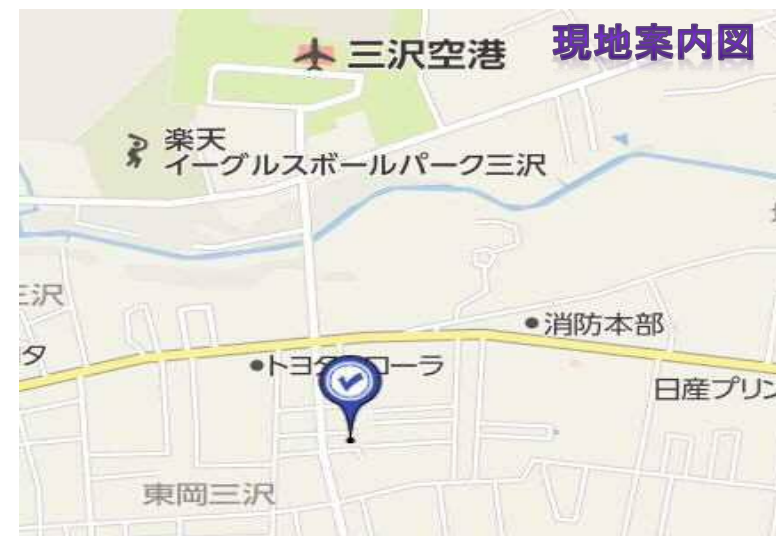 現地案内図
三沢空港
楽天
イーグルスボールパーク三沢
三沢
消防本部
タ
トヨタ ローラ
日産プリン
東岡三沢